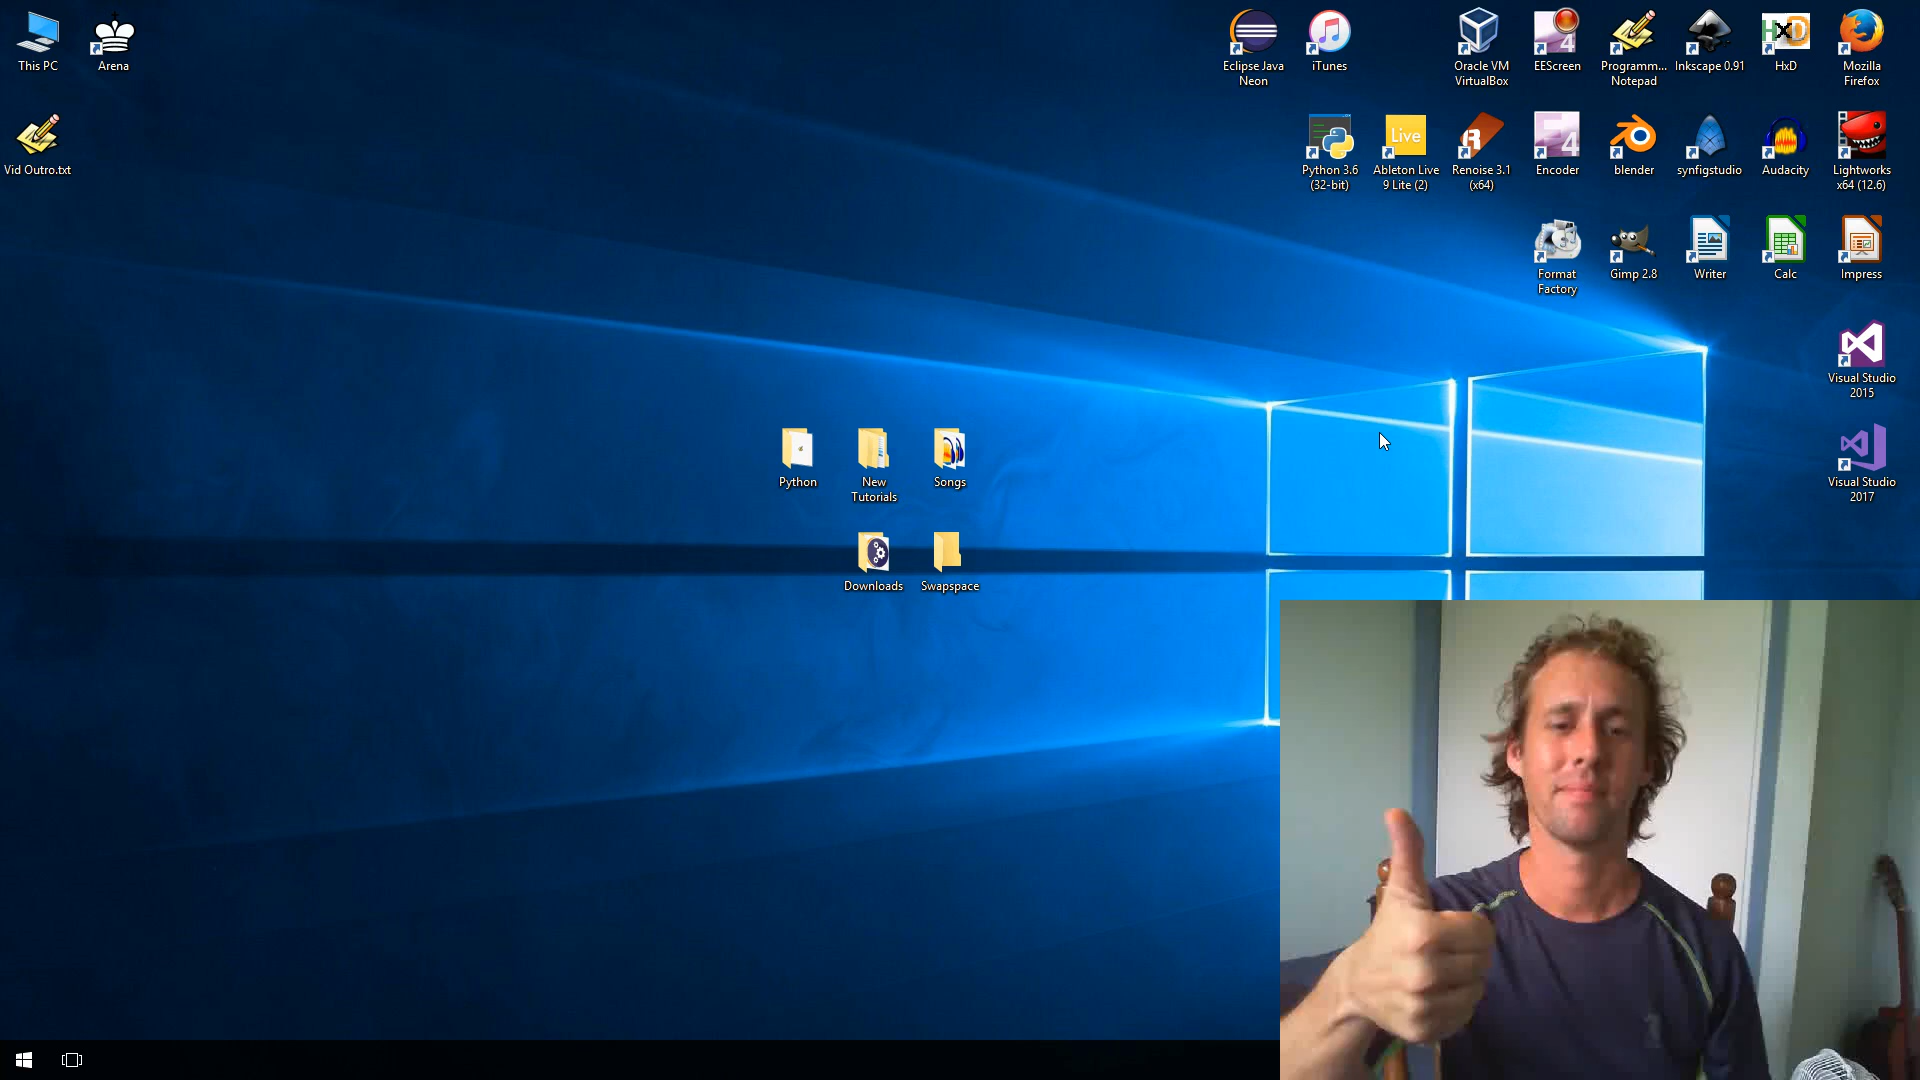 This PC
Arena
Eclipse Java
Neon
iTunes
Oracle VM
VirtualBox
4
EEScreen
Programm...
Notepad
Inkscape 0.91
HxD
HxD
Mozilla
Firefox
Vid Outro.txt
Python 3.6
(32-bit)
Live
Ableton Live
9 Lite (2)
R
Renoise 3.1
(x64)
4
Encoder
blender
synfigstudio
Audacity
Lightworks
x64 (12.6)
Format
Factory
Gimp 2.8
Writer
Calc
Impress
Visual Studio
2015
Python
New
Tutorials
Songs
Visual Studio
2017
Downloads
Swapspace